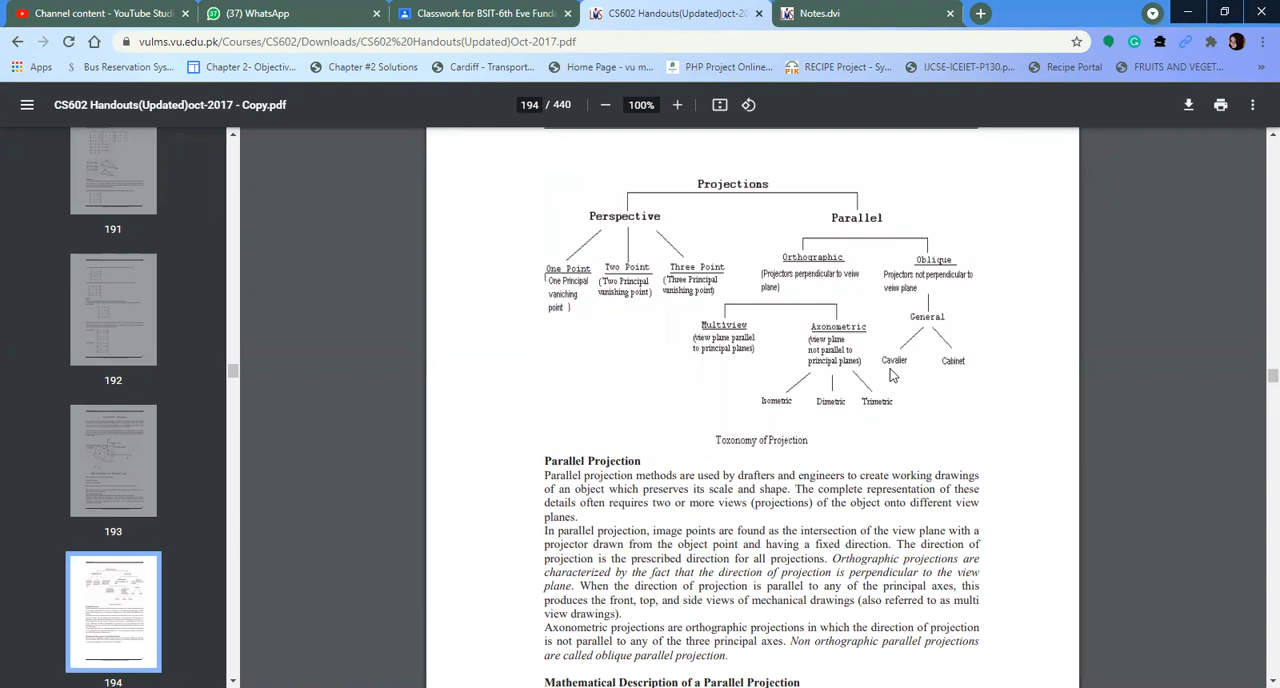 Channel content - YouTube Studi
(37) WhatsApp
Classwork for BSIT-6th Eve Fund
CS602 Handouts(Updated)oct-20
Notes.dvi
vulms.vu.edu.pk/Courses/CS602/Downloads/CS602%20Handouts(Updated)Oct-2017.pdf
Apps
Bus Reservation Sys...
Chapter 2- Objectiv...
Chapter #2 Solutions
Cardiff - Transport...
Home Page - vu m...
PHP Project Online...
RECIPE Project - Sy...
IJCSE-ICEIET-P130.p...
Recipe Portal
FRUITS AND VEGET...
»
CS602 Handouts(Updated)oct-2017 - Copy.pdf
194 / 440
100%
191
192
193
194
Projections
Perspective
Parallel
One Point
(One Principal
vaniching
point )
Two Point
(Two Principal
vanishing point)
Three Point
(Three Principal
vanishing point)
Orthographic
(Projectors perpendicular to veiw
plane)
Oblique
Projectors not perpendicular to
veiw plane
General
Multiview
(view plane parallel
to principal planes)
Axonometric
(view plane
not parallel to
principal planes)
Cavalier
Cabinet
Isometric
Dimetric
Trimetric
Toxonomy of Projection
Parallel Projection
Parallel projection methods are used by drafters and engineers to create working drawings
of an object which preserves its scale and shape. The complete representation of these
details often requires two or more views (projections) of the object onto different view
planes.
In parallel projection, image points are found as the intersection of the view plane with a
projector drawn from the object point and having a fixed direction. The direction of
projection is the prescribed direction for all projections. Orthographic projections are
characterized by the fact that the direction of projection is perpendicular to the view
plane. When the direction of projection is parallel to any of the principal axes, this
produces the front, top, and side views of mechanical drawings (also referred to as multi
view drawings).
Axonometric projections are orthographic projections in which the direction of projection
is not parallel to any of the three principal axes. Non orthographic parallel projections
are called oblique parallel projection.
Mathematical Description of a Parallel Projection